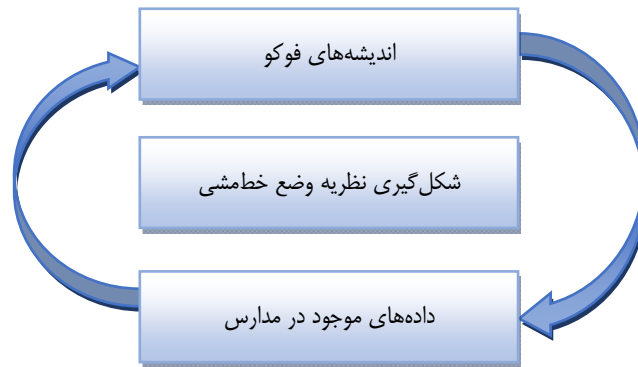 اندیشه‌های فوکو
شکل‌گیری نظریه وضع خط‌مشی
داده‌های موجود در مدارس